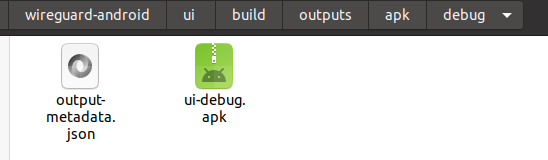 wireguard-android ui build outputs apk debug
output-
metadata.
json
ui-debug.
apk